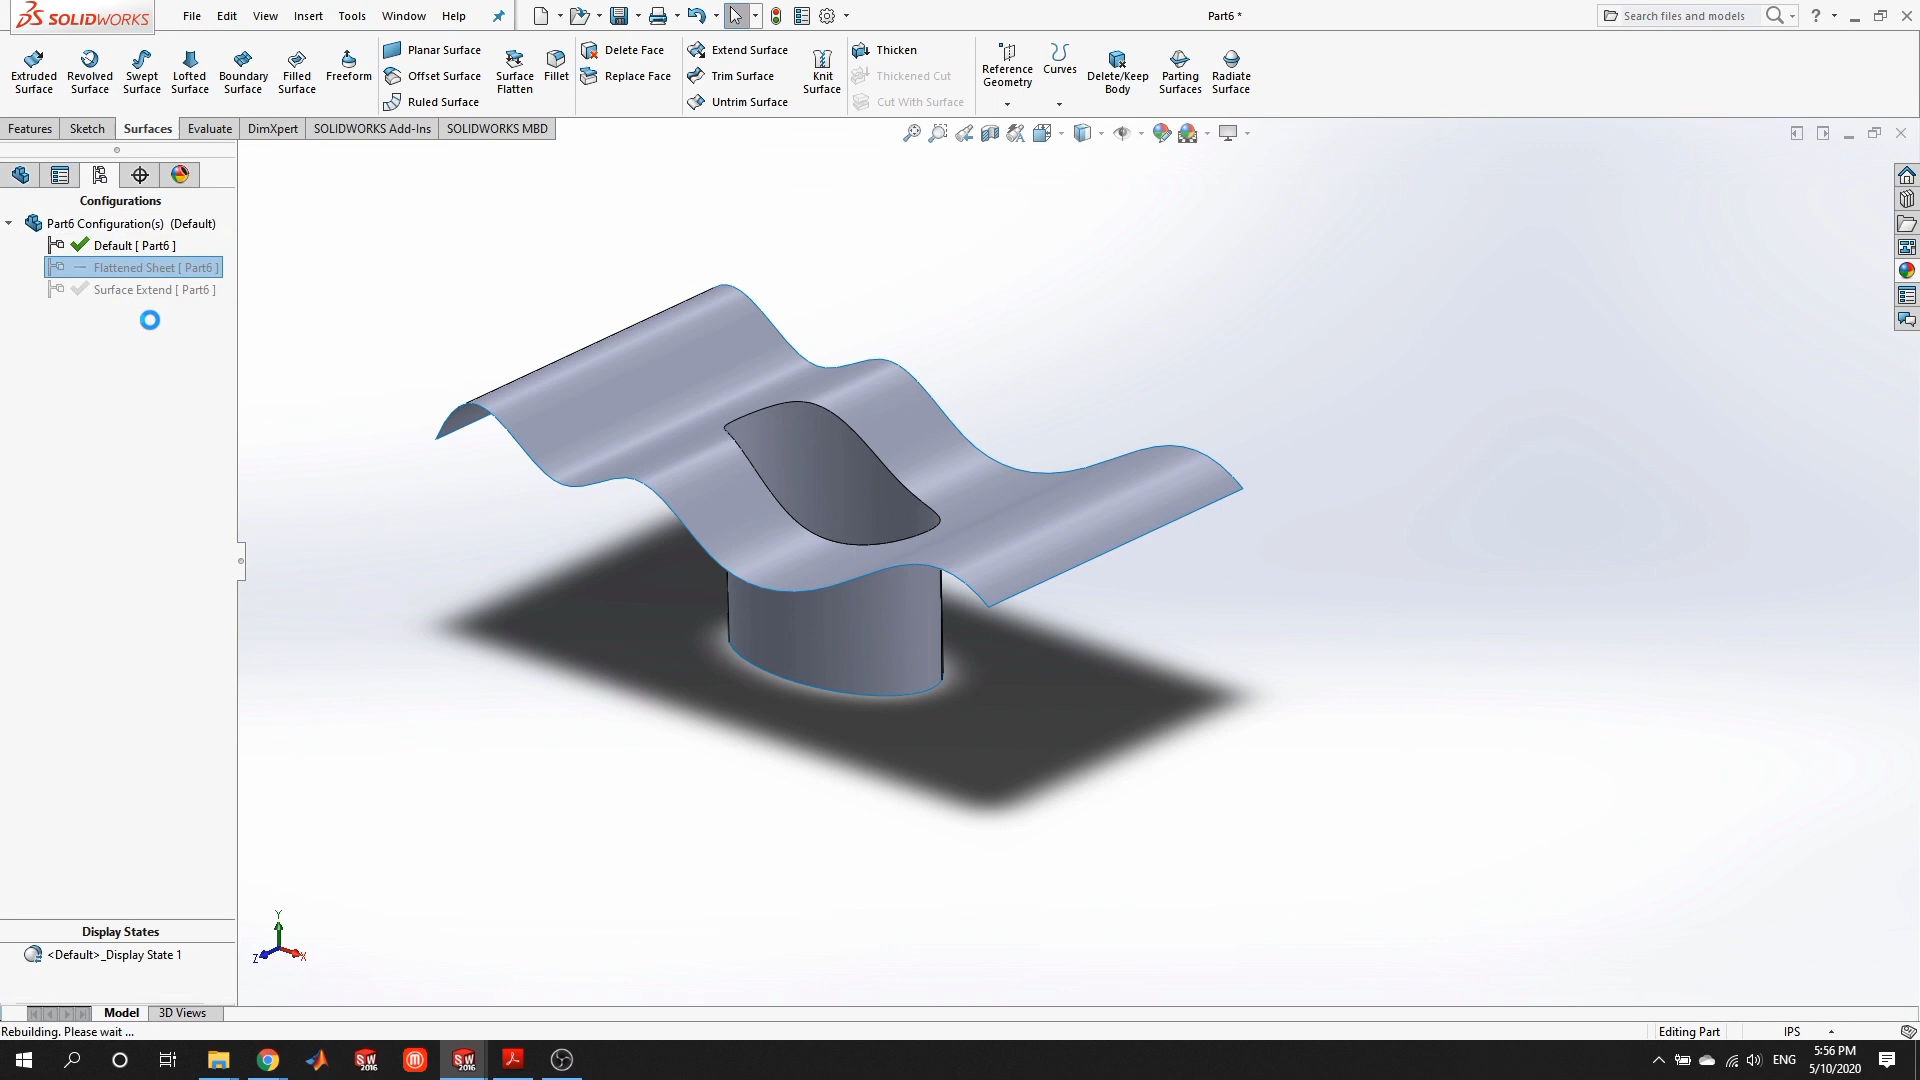 SOLIDWORKS File Edit View Insert Tools Window Help Part6 * Search files and models ?
Extruded Surface
Revolved Surface
Swept Surface
Lofted Surface
Boundary Surface
Filled Surface
Freeform
Planar Surface
Offset Surface
Ruled Surface
Surface Flatten
Fillet
Delete Face
Replace Face
Extend Surface
Trim Surface
Untrim Surface
Knit Surface
Thicken
Thickened Cut
Cut With Surface
Reference Geometry
Curves
Delete/Keep Body
Parting Surfaces
Radiate Surface
Features Sketch Surfaces Evaluate DimXpert SOLIDWORKS Add-Ins SOLIDWORKS MBD
Configurations
Part6 Configuration(s) (Default)
Default [ Part6 ]
Flattened Sheet [ Part6 ]
Surface Extend [ Part6 ]
Y
Z X
Display States
<Default>_Display State 1
Model 3D Views
Rebuilding. Please wait ... Editing Part IPS
SW 2016 SW 2016 ENG 5:56 PM
5/10/2020